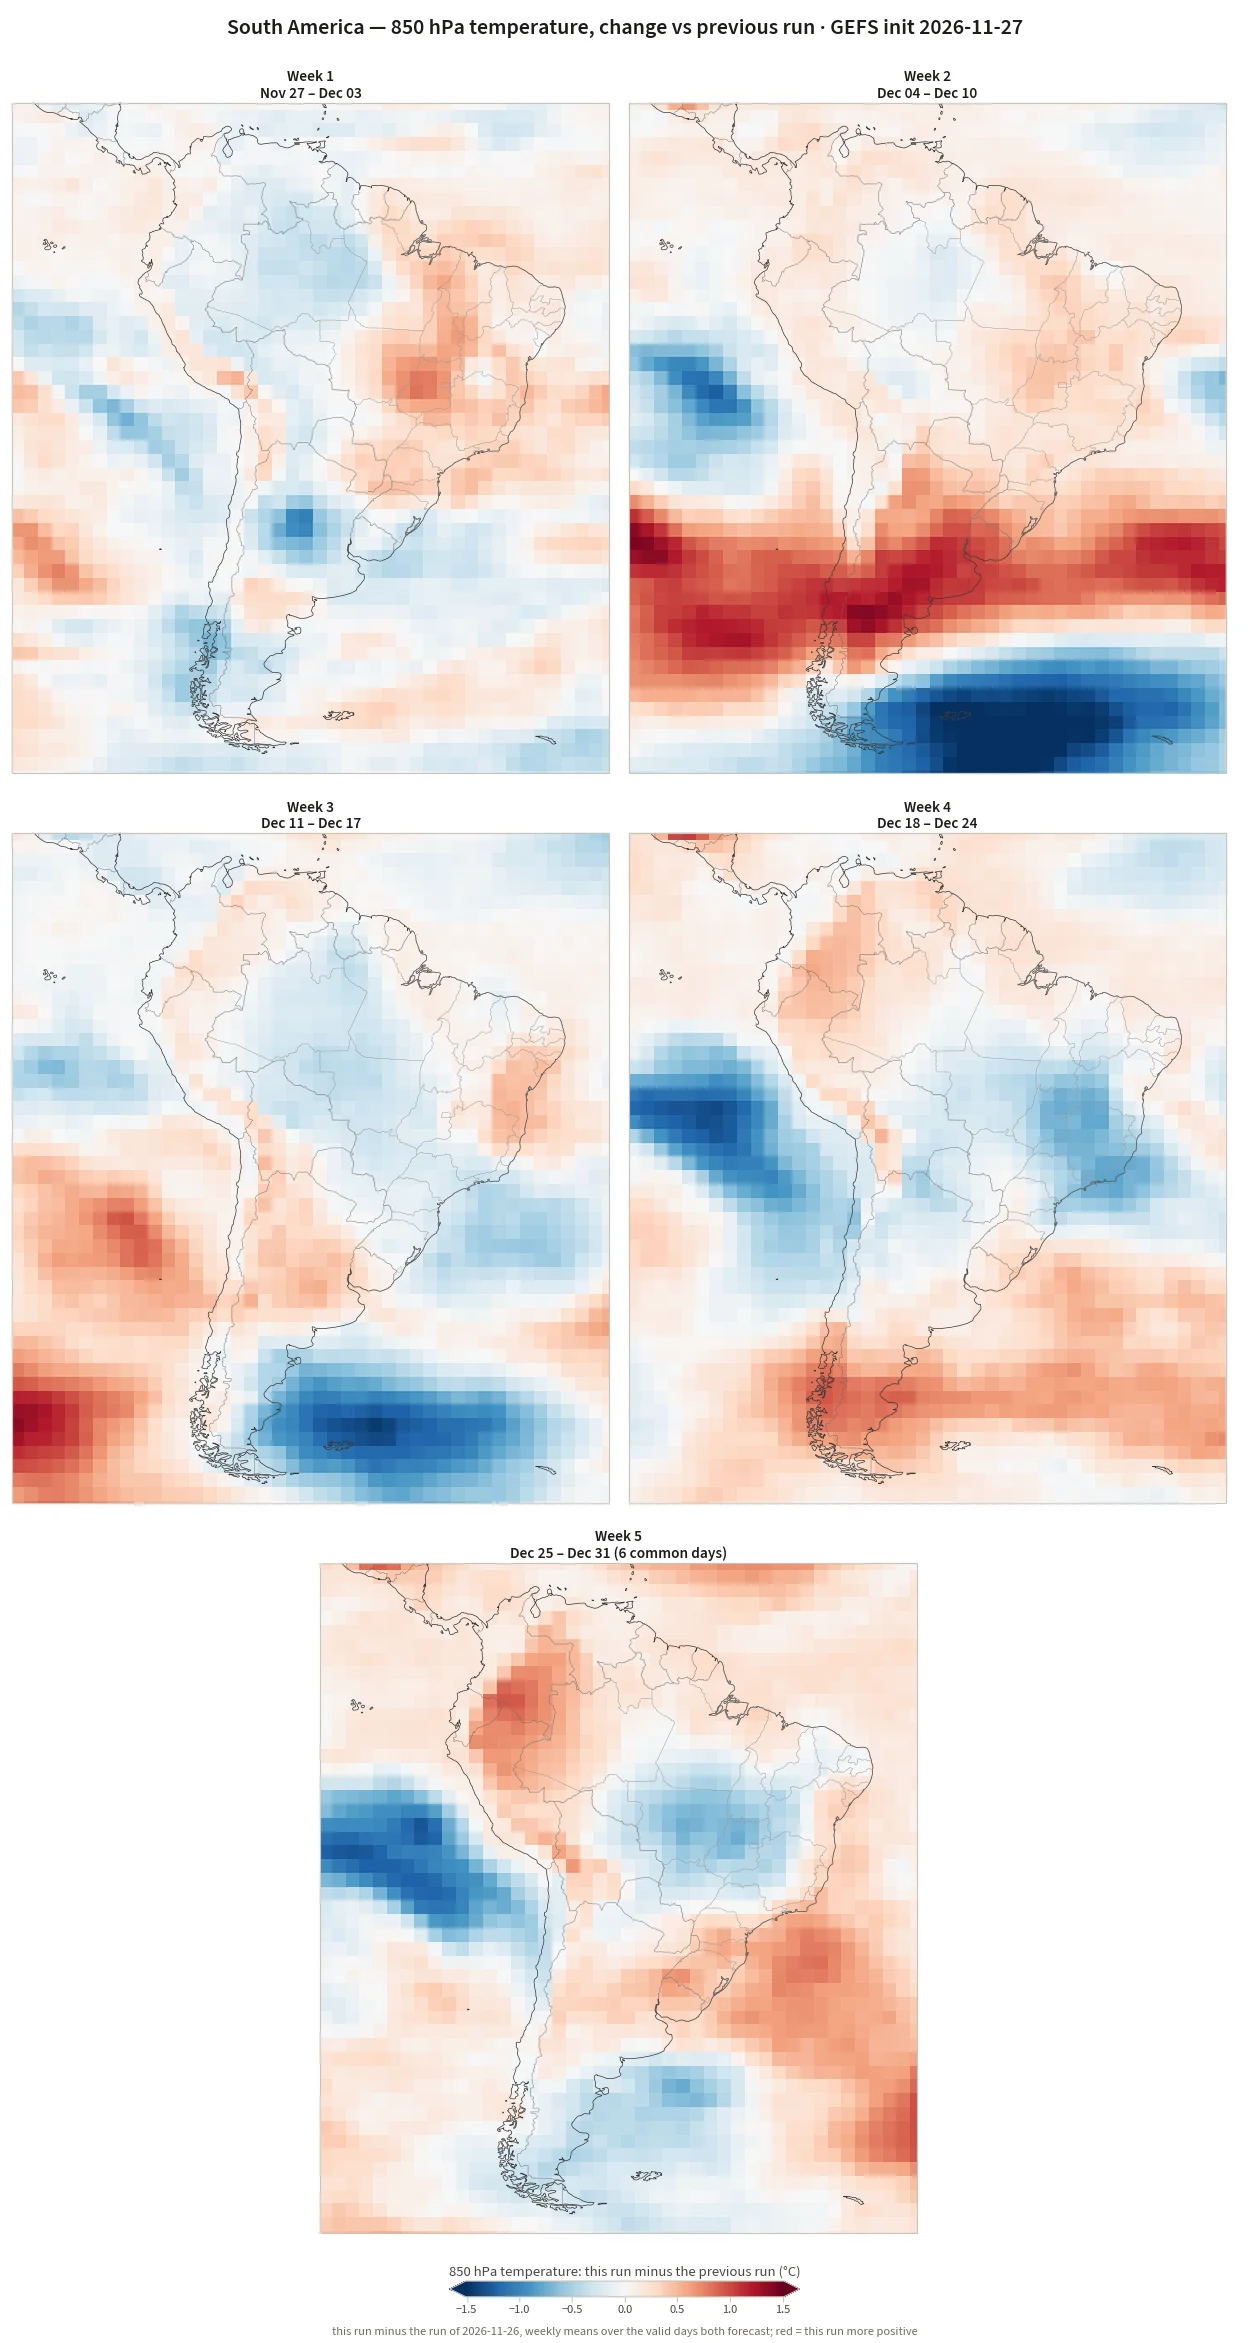 South America — 850 hPa temperature, change vs previous run · GEFS init 2026-11-27
Week 1
Nov 27 – Dec 03
Week 2
Dec 04 – Dec 10
Week 3
Dec 11 – Dec 17
Week 4
Dec 18 – Dec 24
Week 5
Dec 25 – Dec 31 (6 common days)
850 hPa temperature: this run minus the previous run (°C)
−1.5 −1.0 −0.5 0.0 0.5 1.0 1.5
this run minus the run of 2026-11-26, weekly means over the valid days both forecast; red = this run more positive